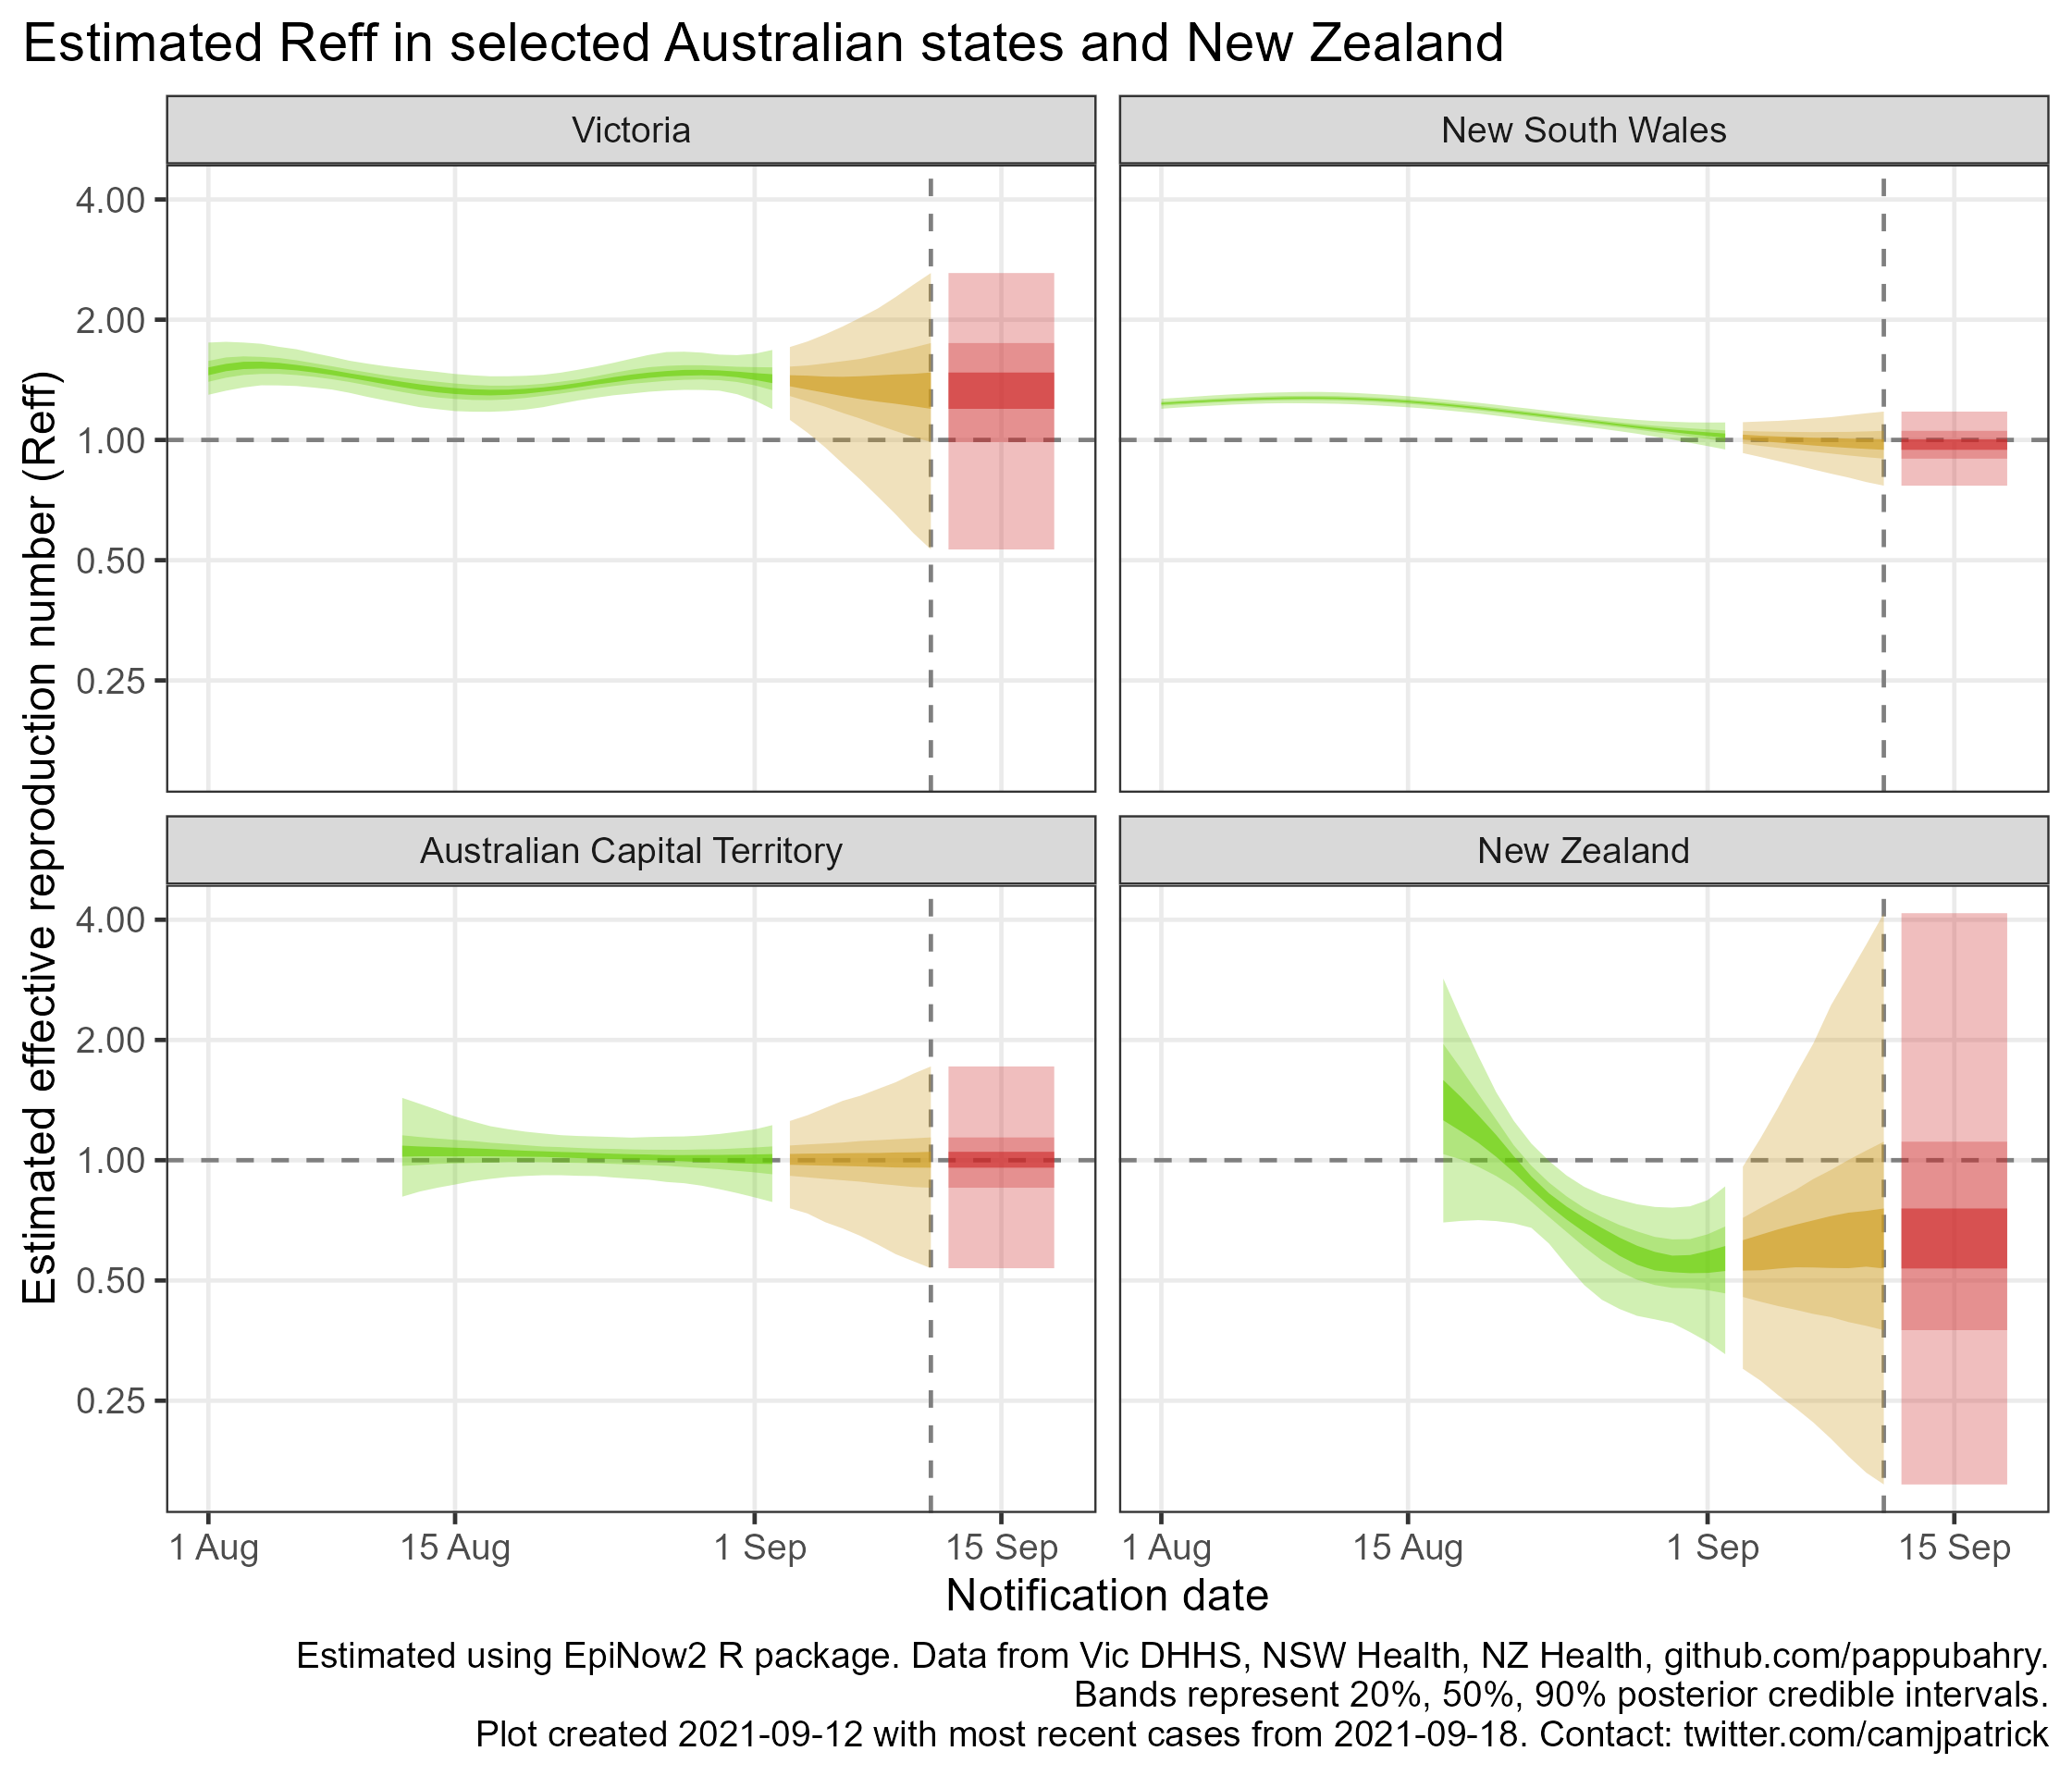 Estimated Reff in selected Australian states and New Zealand
Victoria
New South Wales
4.00
2.00
1.00
0.50
0.25
Estimated effective reproduction number (Reff)
Australian Capital Territory
New Zealand
4.00
2.00
1.00
0.50
0.25
1 Aug
15 Aug
1 Sep
15 Sep
1 Aug
15 Aug
1 Sep
15 Sep
Notification date
Estimated using EpiNow2 R package. Data from Vic DHHS, NSW Health, NZ Health, github.com/pappubahry.
Bands represent 20%, 50%, 90% posterior credible intervals.
Plot created 2021-09-12 with most recent cases from 2021-09-18. Contact: twitter.com/camjpatrick